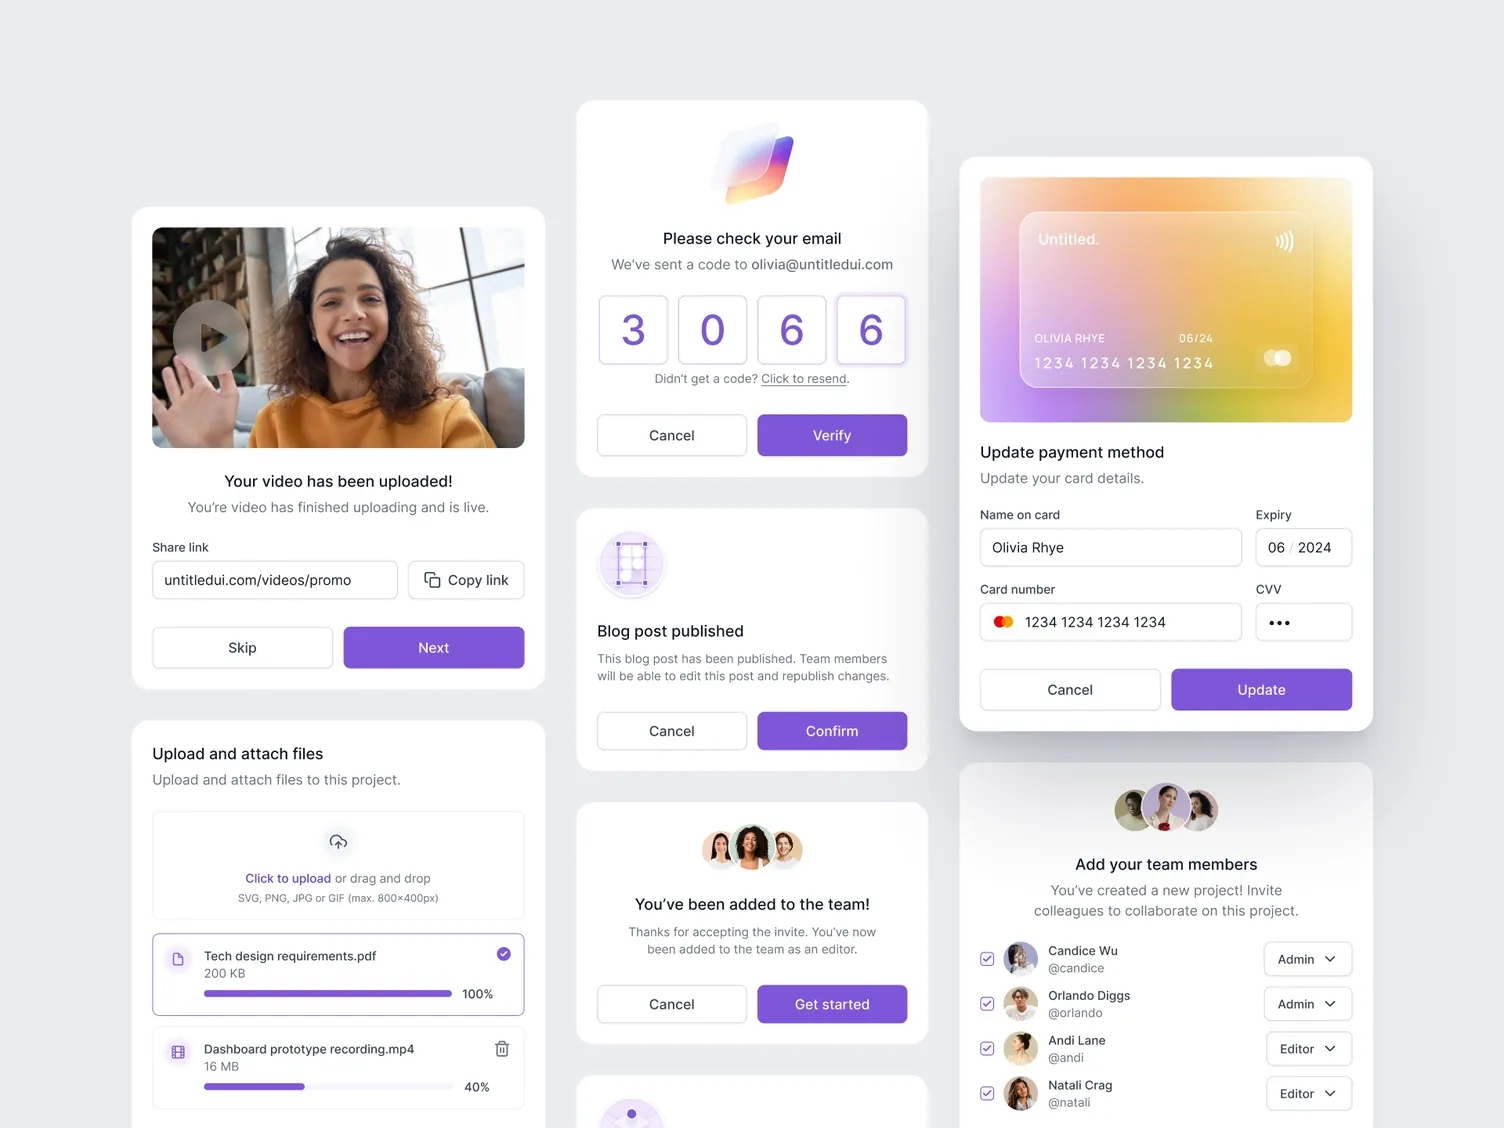 Your video has been uploaded!
You're video has finished uploading and is live.
Share link
untitledui.com/videos/promo
Copy link
Skip
Next
Upload and attach files
Upload and attach files to this project.
Click to upload or drag and drop
SVG, PNG, JPG or GIF (max. 800×400px)
Tech design requirements.pdf
200 KB
100%
Dashboard prototype recording.mp4
16 MB
40%
Please check your email
We've sent a code to olivia@untitledui.com
3 0 6 6
Didn't get a code? Click to resend.
Cancel
Verify
Blog post published
This blog post has been published. Team members
will be able to edit this post and republish changes.
Cancel
Confirm
You've been added to the team!
Thanks for accepting the invite. You've now
been added to the team as an editor.
Cancel
Get started
Untitled.
OLIVIA RHYE 06/24
1234 1234 1234 1234
Update payment method
Update your card details.
Name on card
Expiry
Olivia Rhye
06 / 2024
Card number
CVV
1234 1234 1234 1234
Cancel
Update
Add your team members
You've created a new project! Invite
colleagues to collaborate on this project.
Candice Wu
@candice
Admin
Orlando Diggs
@orlando
Admin
Andi Lane
@andi
Editor
Natali Crag
@natali
Editor